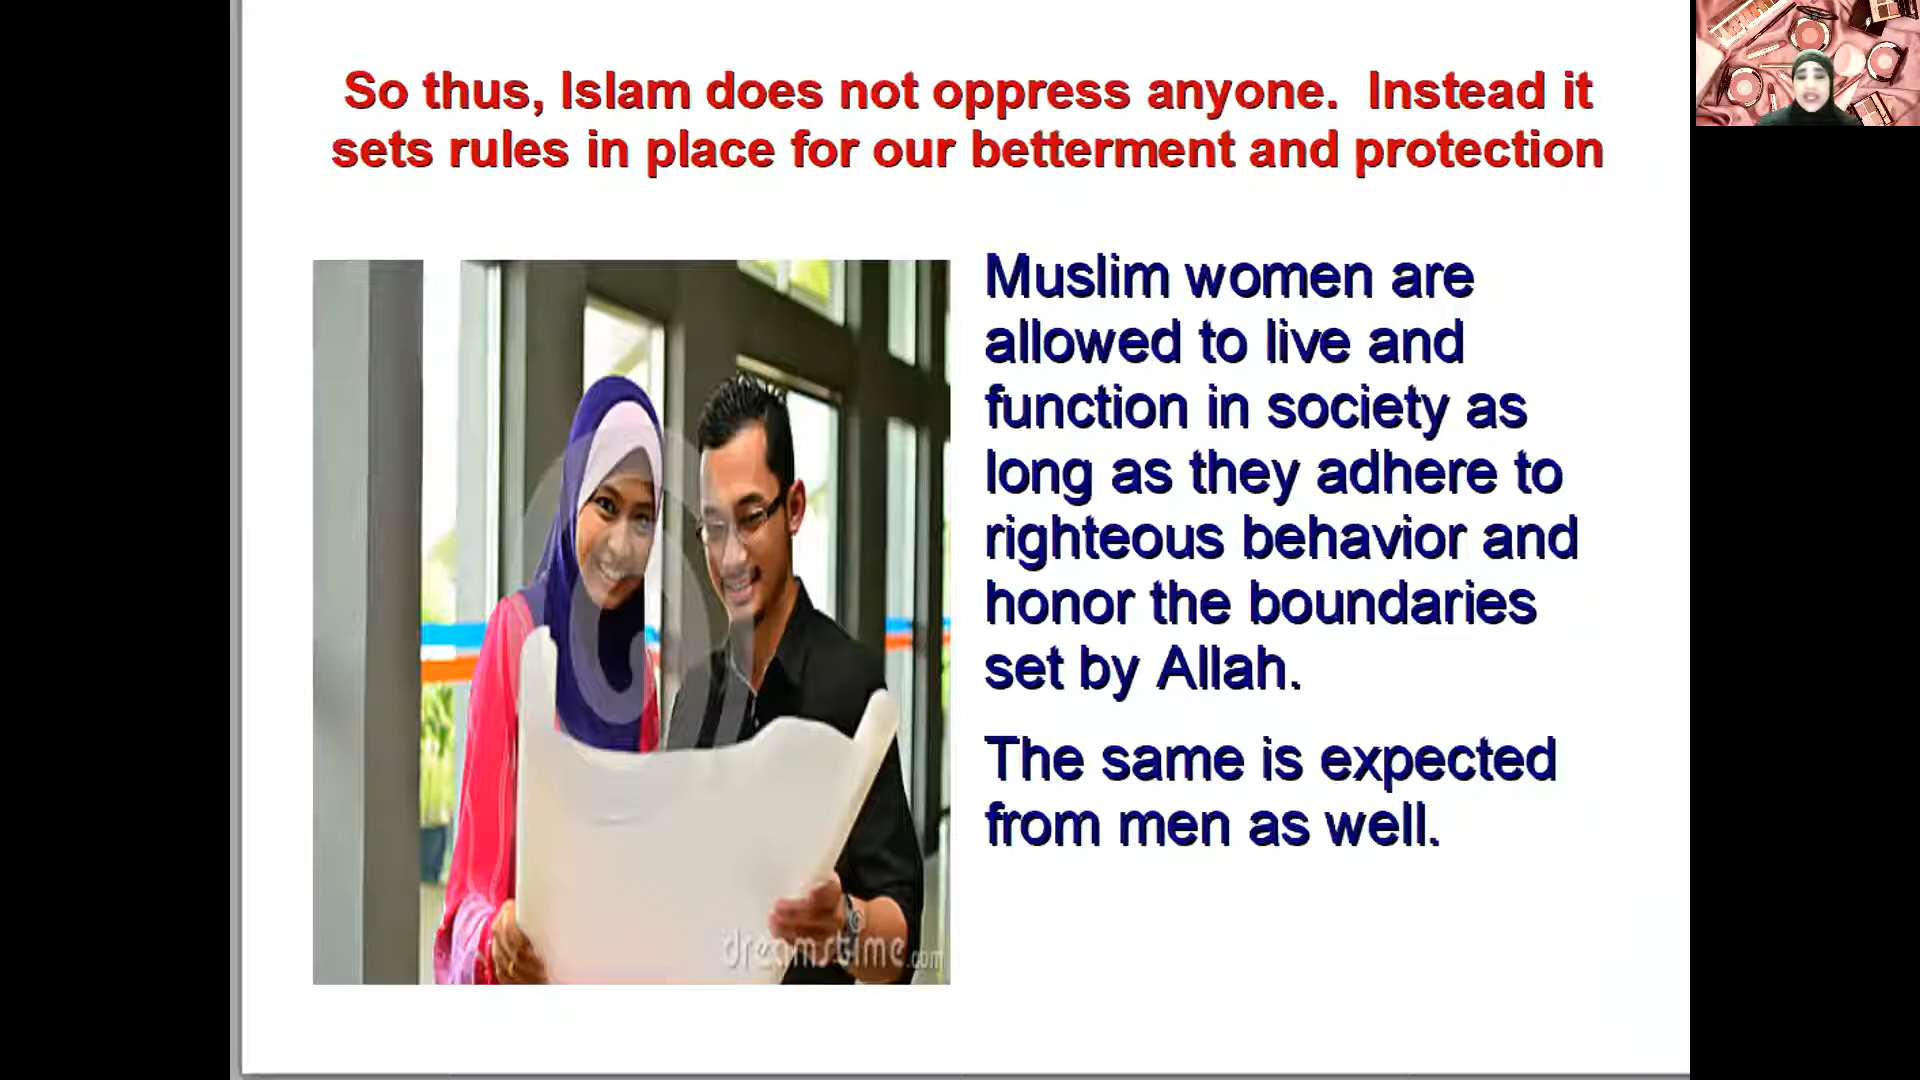 So thus, Islam does not oppress anyone.  Instead it
sets rules in place for our betterment and protection
Muslim women are
allowed to live and
function in society as
long as they adhere to
righteous behavior and
honor the boundaries
set by Allah.
The same is expected
from men as well.
dreamstime.com